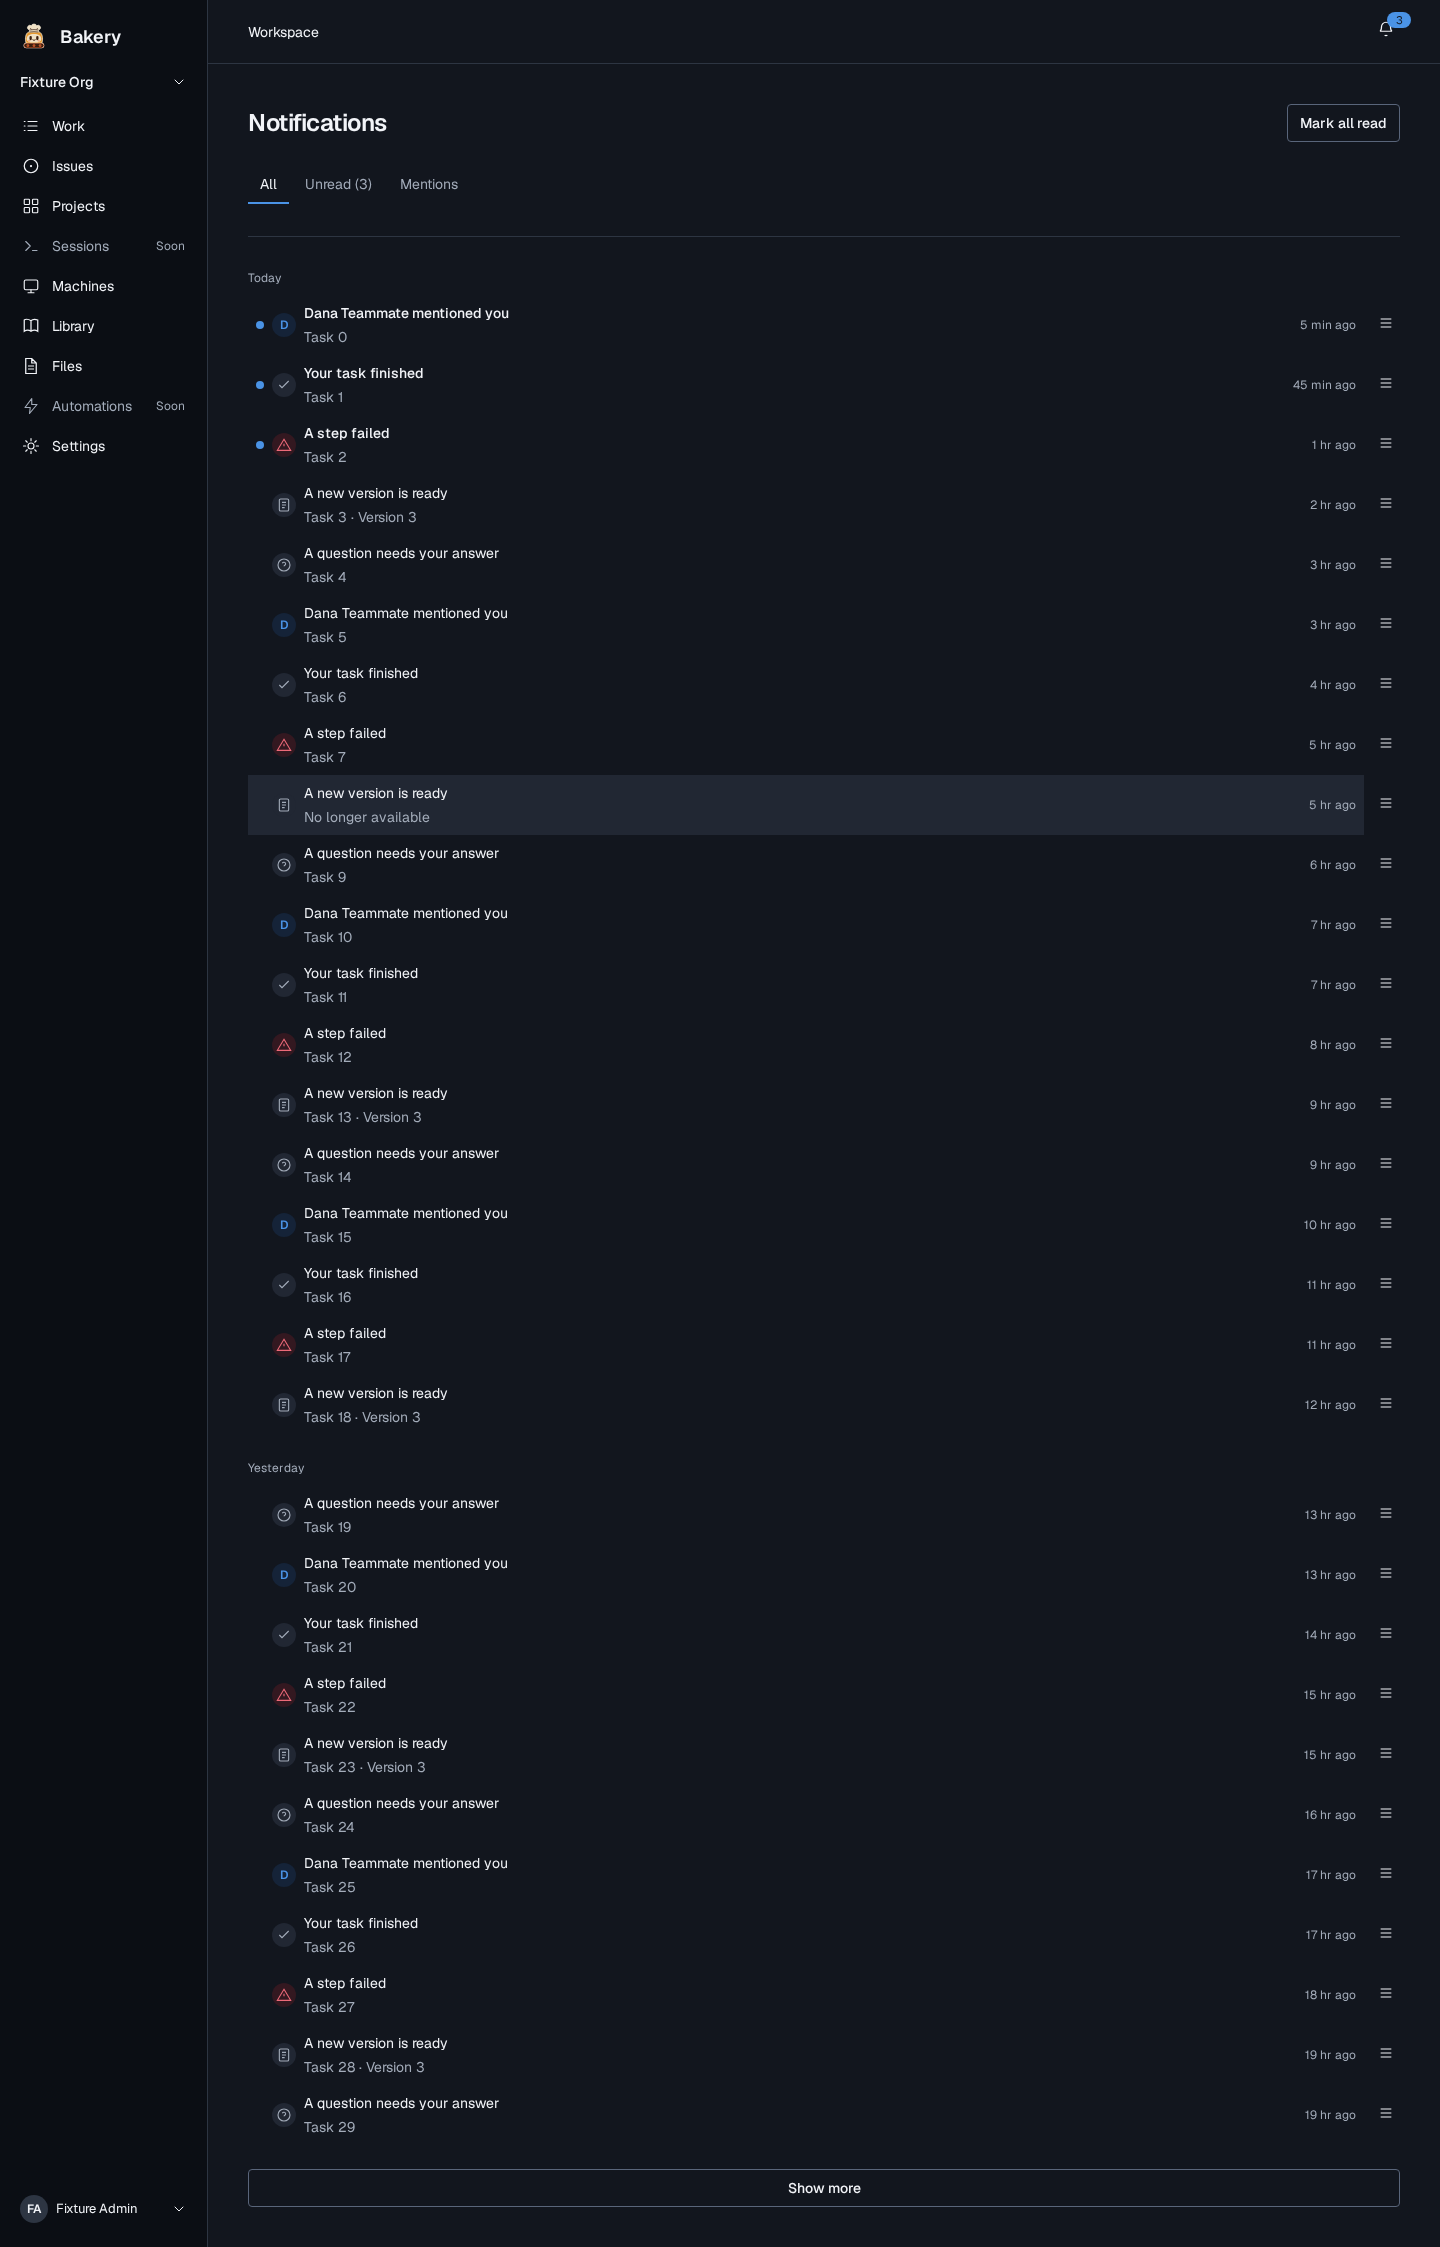 Bakery
Fixture Org
Work
Issues
Projects
Sessions Soon
Machines
Library
Files
Automations Soon
Settings
FA Fixture Admin
Workspace
3
Notifications
Mark all read
All Unread (3) Mentions
Today
D Dana Teammate mentioned you
Task 0
5 min ago
Your task finished
Task 1
45 min ago
A step failed
Task 2
1 hr ago
A new version is ready
Task 3 · Version 3
2 hr ago
A question needs your answer
Task 4
3 hr ago
D Dana Teammate mentioned you
Task 5
3 hr ago
Your task finished
Task 6
4 hr ago
A step failed
Task 7
5 hr ago
A new version is ready
No longer available
5 hr ago
A question needs your answer
Task 9
6 hr ago
D Dana Teammate mentioned you
Task 10
7 hr ago
Your task finished
Task 11
7 hr ago
A step failed
Task 12
8 hr ago
A new version is ready
Task 13 · Version 3
9 hr ago
A question needs your answer
Task 14
9 hr ago
D Dana Teammate mentioned you
Task 15
10 hr ago
Your task finished
Task 16
11 hr ago
A step failed
Task 17
11 hr ago
A new version is ready
Task 18 · Version 3
12 hr ago
Yesterday
A question needs your answer
Task 19
13 hr ago
D Dana Teammate mentioned you
Task 20
13 hr ago
Your task finished
Task 21
14 hr ago
A step failed
Task 22
15 hr ago
A new version is ready
Task 23 · Version 3
15 hr ago
A question needs your answer
Task 24
16 hr ago
D Dana Teammate mentioned you
Task 25
17 hr ago
Your task finished
Task 26
17 hr ago
A step failed
Task 27
18 hr ago
A new version is ready
Task 28 · Version 3
19 hr ago
A question needs your answer
Task 29
19 hr ago
Show more